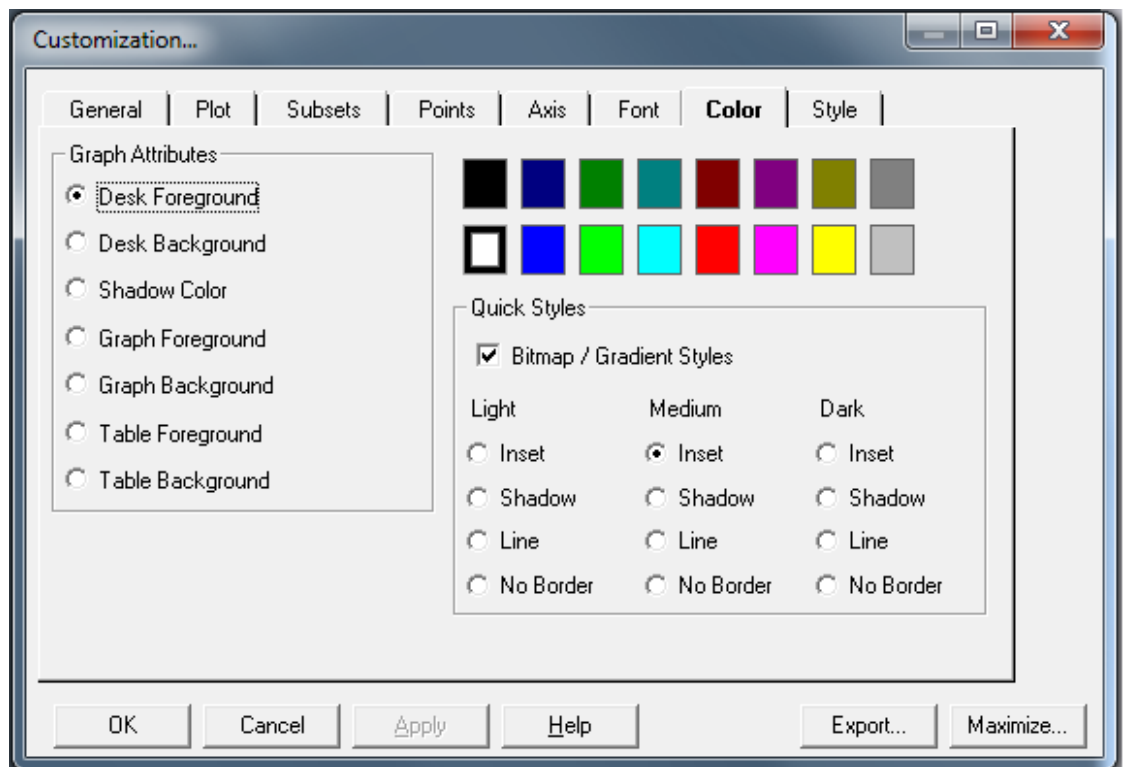 Customization...
General Plot Subsets Points Axis Font Color Style
Graph Attributes
Desk Foreground
Desk Background
Shadow Color
Graph Foreground
Graph Background
Table Foreground
Table Background
Quick Styles
Bitmap / Gradient Styles
Light Medium Dark
Inset Inset Inset
Shadow Shadow Shadow
Line Line Line
No Border No Border No Border
OK Cancel Apply Help Export... Maximize...